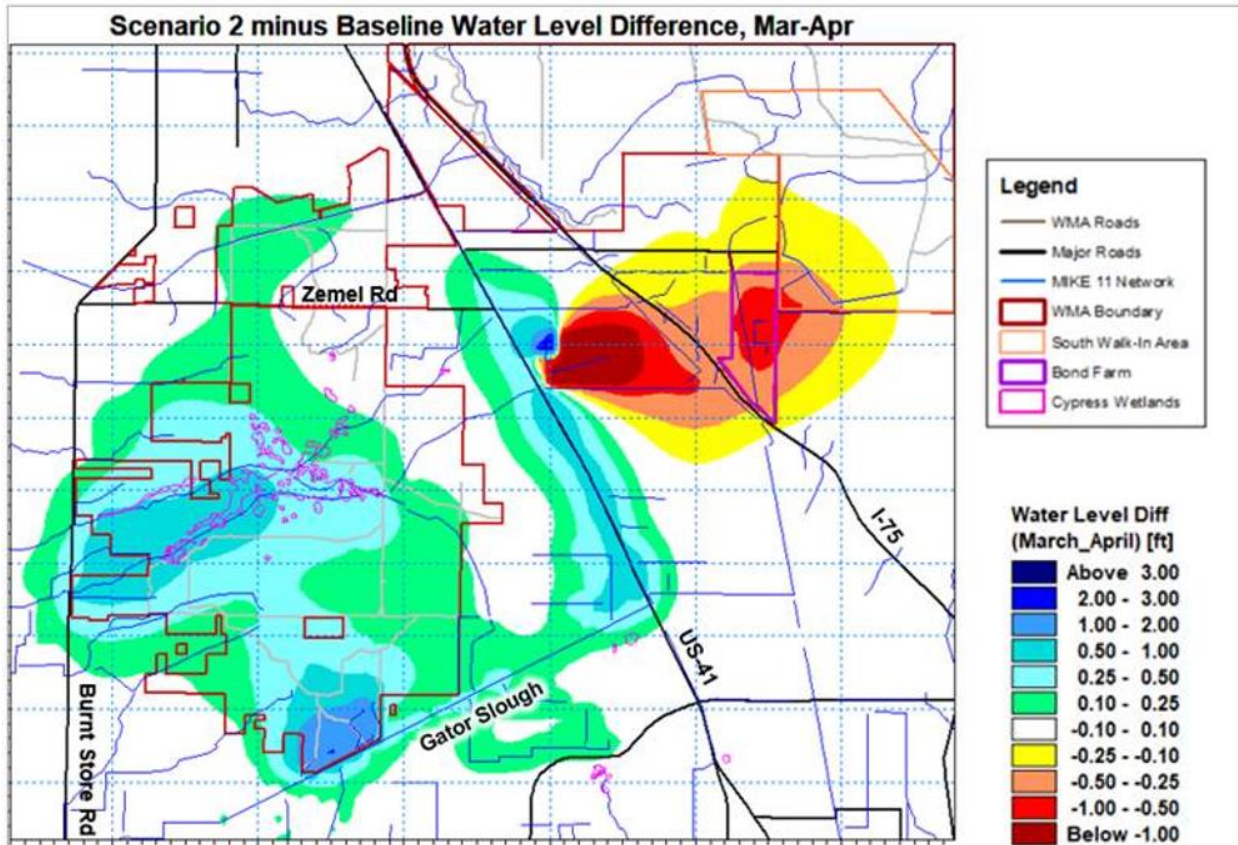 Scenario 2 minus Baseline Water Level Difference, Mar-Apr
Zemel Rd
I-75
US-41
Gator Slough
Burnt Store Rd
Legend
WMA Roads
Major Roads
MIKE 11 Network
WMA Boundary
South Walk-In Area
Bond Farm
Cypress Wetlands
Water Level Diff
(March_April) [ft]
Above 3.00
2.00 - 3.00
1.00 - 2.00
0.50 - 1.00
0.25 - 0.50
0.10 - 0.25
-0.10 - 0.10
-0.25 - -0.10
-0.50 - -0.25
-1.00 - -0.50
Below -1.00